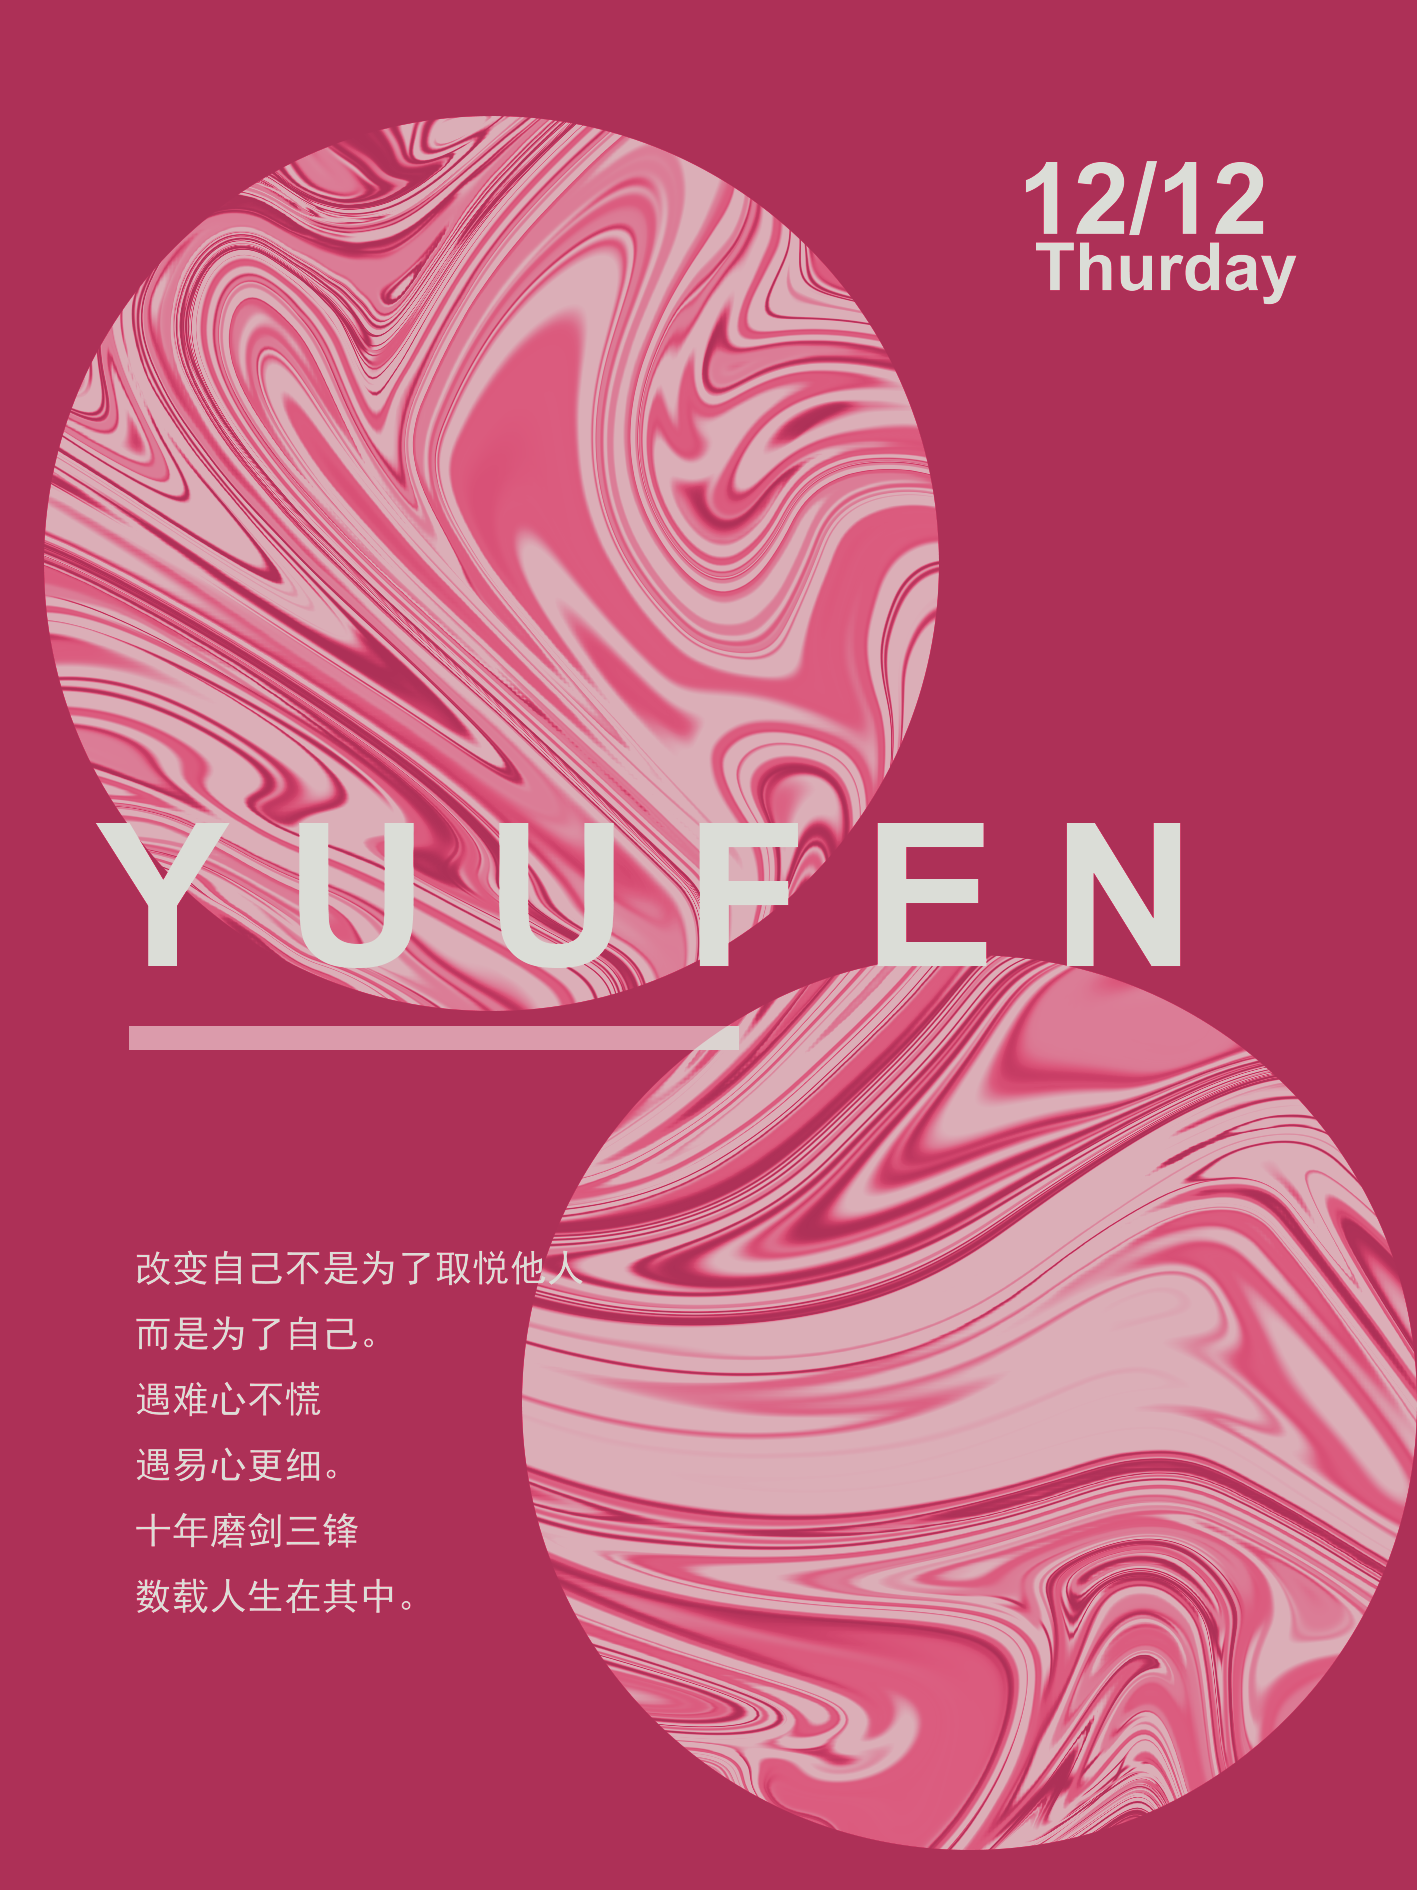 12/12
Thurday
YUUFEN
改变自己不是为了取悦他人
而是为了自己。
遇难心不慌
遇易心更细。
十年磨剑三锋
数载人生在其中。